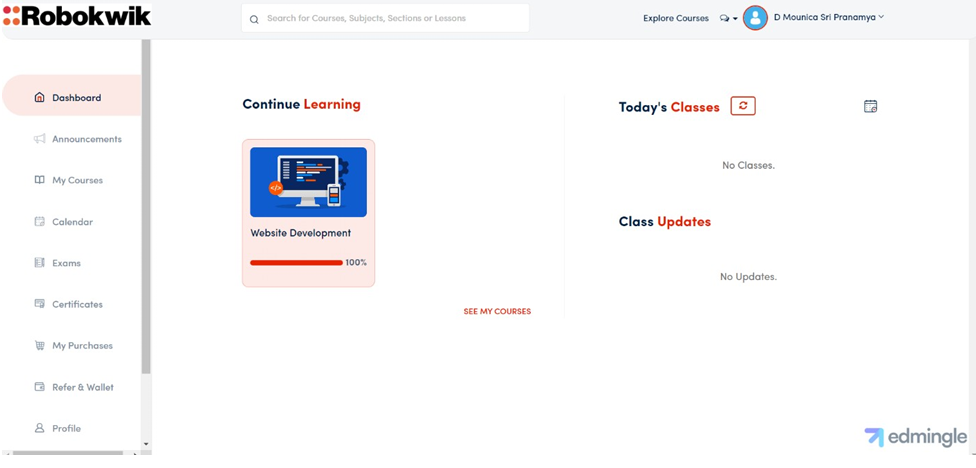 Robokwik
Search for Courses, Subjects, Sections or Lessons
Explore Courses
D Mounica Sri Pranamya
Dashboard
Announcements
My Courses
Calendar
Exams
Certificates
My Purchases
Refer & Wallet
Profile
Continue Learning
</>
Website Development
100%
SEE MY COURSES
Today's Classes
No Classes.
Class Updates
No Updates.
edmingle